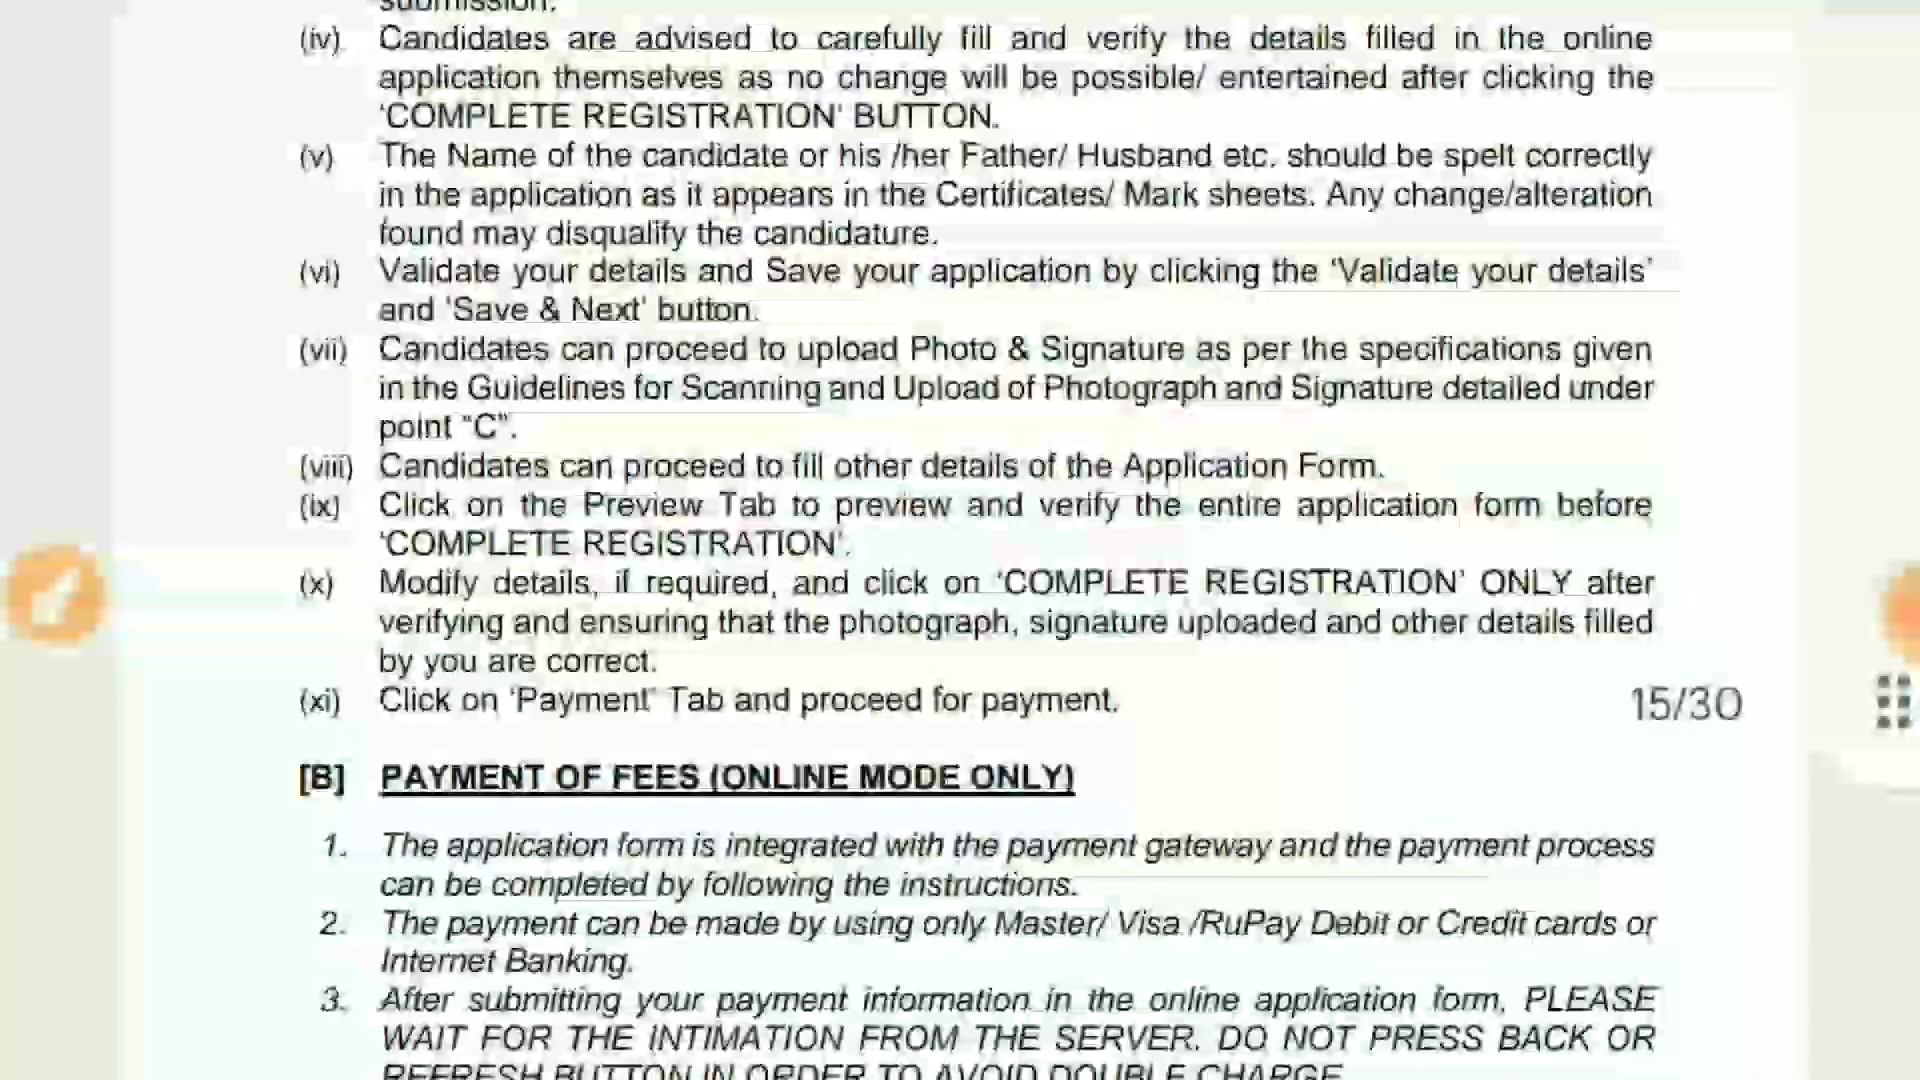 submission.
(iv) Candidates are advised to carefully fill and verify the details filled in the online
application themselves as no change will be possible/ entertained after clicking the
‘COMPLETE REGISTRATION’ BUTTON.
(v) The Name of the candidate or his /her Father/ Husband etc. should be spelt correctly
in the application as it appears in the Certificates/ Mark sheets. Any change/alteration
found may disqualify the candidature.
(vi) Validate your details and Save your application by clicking the ‘Validate your details’
and ‘Save & Next’ button.
(vii) Candidates can proceed to upload Photo & Signature as per the specifications given
in the Guidelines for Scanning and Upload of Photograph and Signature detailed under
point “C”.
(viii) Candidates can proceed to fill other details of the Application Form.
(ix) Click on the Preview Tab to preview and verify the entire application form before
‘COMPLETE REGISTRATION’.
(x) Modify details, if required, and click on ‘COMPLETE REGISTRATION’ ONLY after
verifying and ensuring that the photograph, signature uploaded and other details filled
by you are correct.
(xi) Click on ‘Payment’ Tab and proceed for payment.
15/30
[B] PAYMENT OF FEES (ONLINE MODE ONLY)
1. The application form is integrated with the payment gateway and the payment process
can be completed by following the instructions.
2. The payment can be made by using only Master/ Visa /RuPay Debit or Credit cards or
Internet Banking.
3. After submitting your payment information in the online application form, PLEASE
WAIT FOR THE INTIMATION FROM THE SERVER. DO NOT PRESS BACK OR
REFRESH BUTTON IN ORDER TO AVOID DOUBLE CHARGE